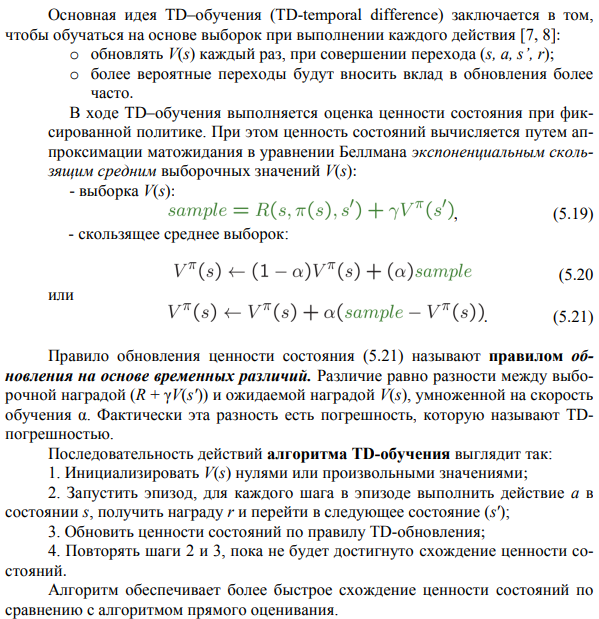 Основная идея TD–обучения (TD-temporal difference) заключается в том,
чтобы обучаться на основе выборок при выполнении каждого действия [7, 8]:
o обновлять V(s) каждый раз, при совершении перехода (s, a, s’, r);
o более вероятные переходы будут вносить вклад в обновления более
часто.
В ходе TD–обучения выполняется оценка ценности состояния при фик-
сированной политике. При этом ценность состояний вычисляется путем ап-
проксимации матожидания в уравнении Беллмана экспоненциальным сколь-
зящим средним выборочных значений V(s):
- выборка V(s):
sample = R(s, π(s), s′) + γV^π(s′), (5.19)
- скользящее среднее выборок:
V^π(s) ← (1 − α)V^π(s) + (α)sample (5.20
или
V^π(s) ← V^π(s) + α(sample − V^π(s)). (5.21)
Правило обновления ценности состояния (5.21) называют правилом об-
новления на основе временных различий. Различие равно разности между выбо-
рочной наградой (R + γV(s′)) и ожидаемой наградой V(s), умноженной на скорость
обучения α. Фактически эта разность есть погрешность, которую называют TD-
погрешностью.
Последовательность действий алгоритма TD-обучения выглядит так:
1. Инициализировать V(s) нулями или произвольными значениями;
2. Запустить эпизод, для каждого шага в эпизоде выполнить действие a в
состоянии s, получить награду r и перейти в следующее состояние (s′);
3. Обновить ценности состояний по правилу TD-обновления;
4. Повторять шаги 2 и 3, пока не будет достигнуто схождение ценности со-
стояний.
Алгоритм обеспечивает более быстрое схождение ценности состояний по
сравнению с алгоритмом прямого оценивания.